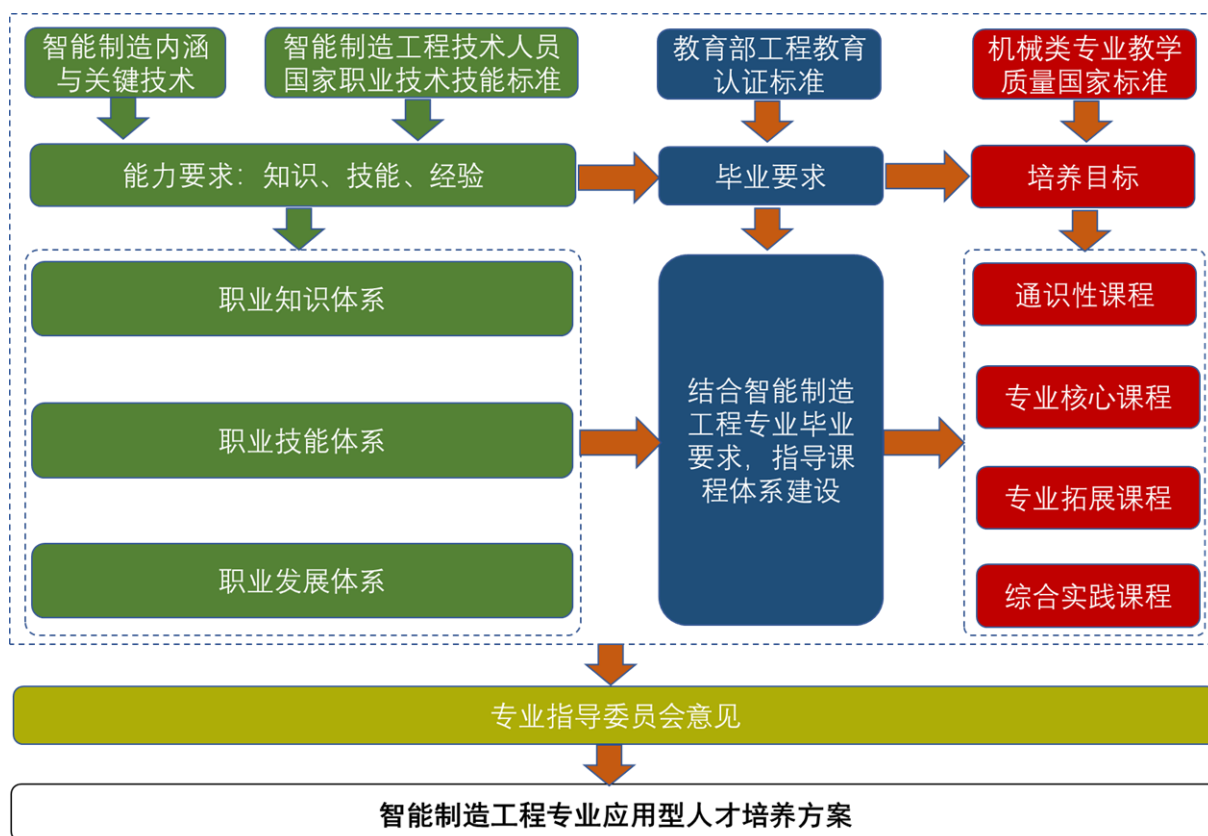 智能制造内涵
与关键技术
智能制造工程技术人员
国家职业技术技能标准
教育部工程教育
认证标准
机械类专业教学
质量国家标准
能力要求：知识、技能、经验
毕业要求
培养目标
职业知识体系
职业技能体系
职业发展体系
结合智能制造
工程专业毕业
要求，指导课
程体系建设
通识性课程
专业核心课程
专业拓展课程
综合实践课程
专业指导委员会意见
智能制造工程专业应用型人才培养方案